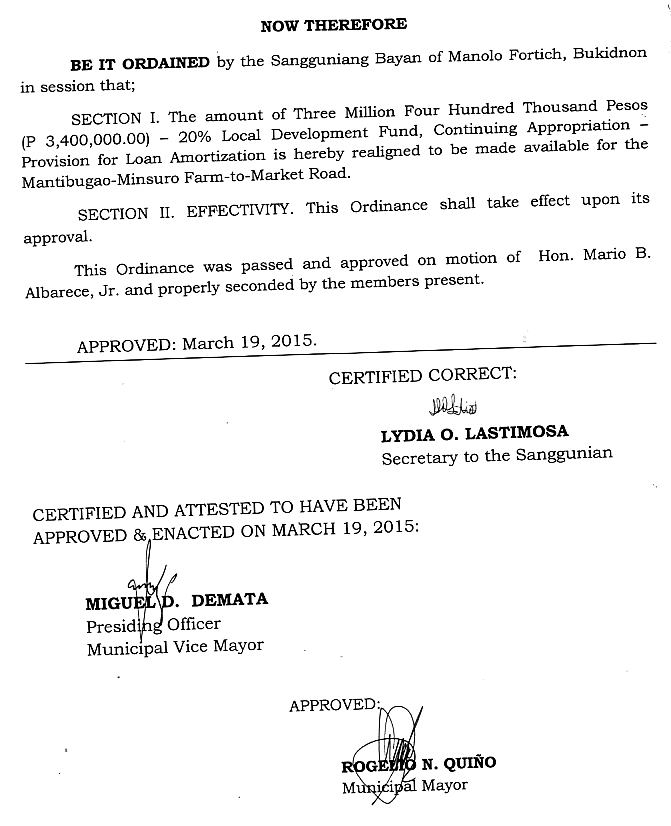 NOW THEREFORE
BE IT ORDAINED by the Sangguniang Bayan of Manolo Fortich, Bukidnon
in session that;
SECTION I. The amount of Three Million Four Hundred Thousand Pesos
(P 3,400,000.00) – 20% Local Development Fund, Continuing Appropriation –
Provision for Loan Amortization is hereby realigned to be made available for the
Mantibugao-Minsuro Farm-to-Market Road.
SECTION II. EFFECTIVITY. This Ordinance shall take effect upon its
approval.
This Ordinance was passed and approved on motion of Hon. Mario B.
Albarece, Jr. and properly seconded by the members present.
APPROVED: March 19, 2015.
CERTIFIED CORRECT:
LYDIA O. LASTIMOSA
Secretary to the Sanggunian
CERTIFIED AND ATTESTED TO HAVE BEEN
APPROVED & ENACTED ON MARCH 19, 2015:
MIGUEL D. DEMATA
Presiding Officer
Municipal Vice Mayor
APPROVED:
ROGELIO N. QUIÑO
Municipal Mayor